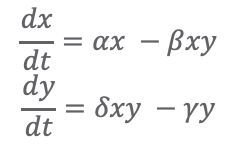 dx/dt = αx − βxy
dy/dt = δxy − γy